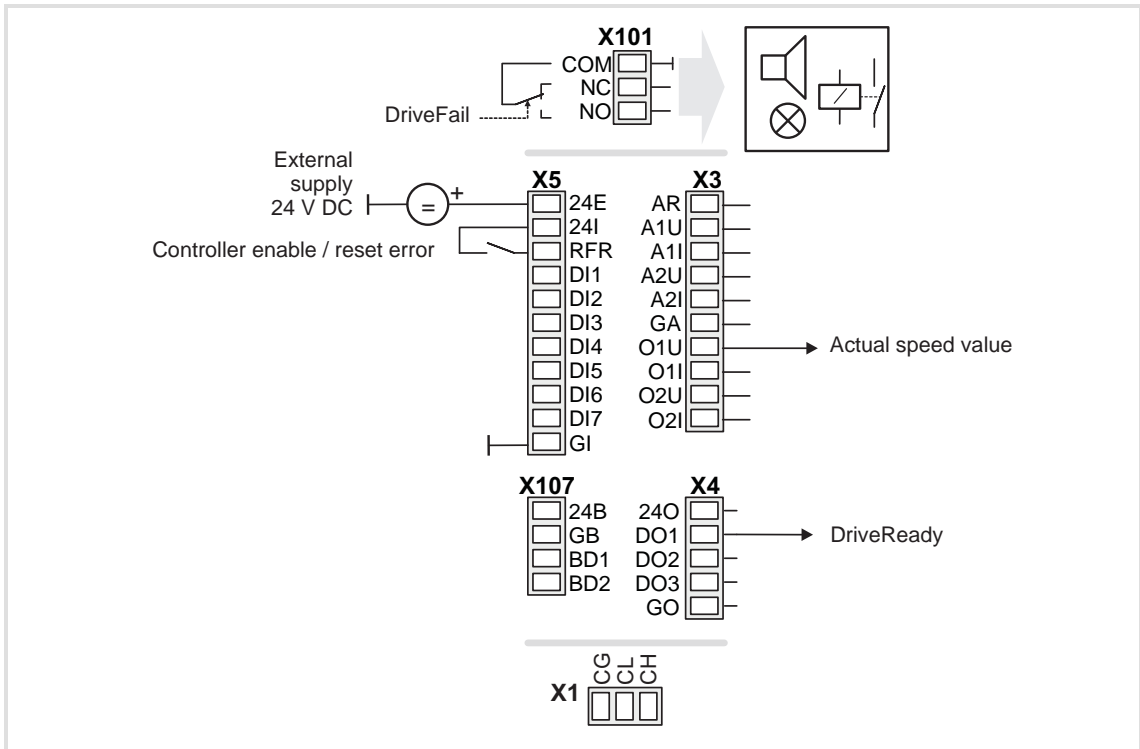 X101
COM
NC
NO
DriveFail
External
supply
24 V DC
=
+
Controller enable / reset error
X5
24E
24I
RFR
DI1
DI2
DI3
DI4
DI5
DI6
DI7
GI
X3
AR
A1U
A1I
A2U
A2I
GA
O1U
O1I
O2U
O2I
Actual speed value
X107
24B
GB
BD1
BD2
X4
24O
DO1
DO2
DO3
GO
DriveReady
X1
CG
CL
CH